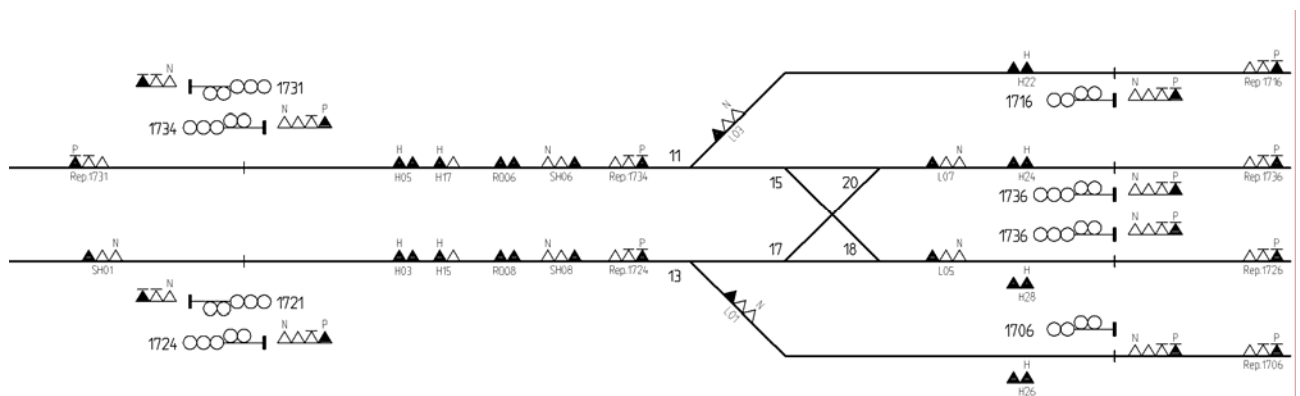 H
P
H22
Rep 1716
N
1731
1716
N
P
1734
N
P
N
L03
P
Rep.1731
H
H05
H
H17
R006
N
SH06
P
Rep.1734
11
15
20
N
L07
H
H24
P
Rep.1736
1736
N
P
1736
N
P
N
SH01
H
H03
H
H15
R008
N
SH08
P
Rep.1724
13
17
18
N
L05
H
H28
P
Rep.1726
N
1721
N
L01
1724
N
P
1706
N
P
P
Rep.1706
H
H26